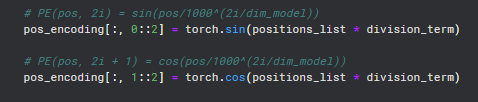 # PE(pos, 2i) = sin(pos/1000^(2i/dim_model))
pos_encoding[:, 0::2] = torch.sin(positions_list * division_term)
# PE(pos, 2i + 1) = cos(pos/1000^(2i/dim_model))
pos_encoding[:, 1::2] = torch.cos(positions_list * division_term)